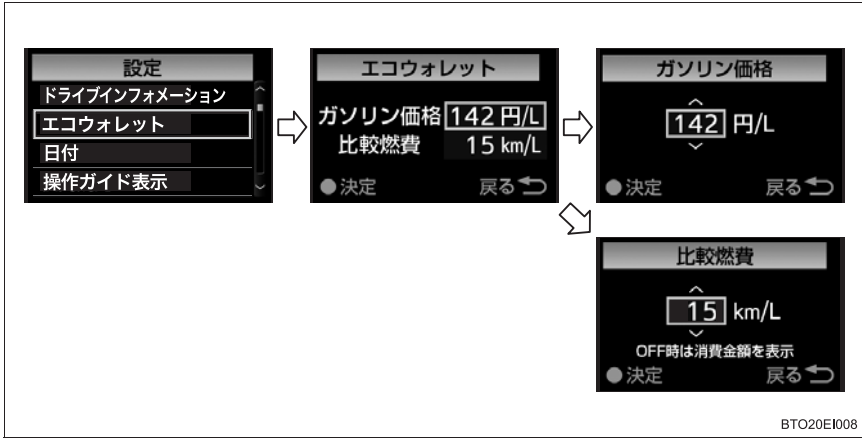 設定
ドライブインフォメーション
エコウォレット
日付
操作ガイド表示
エコウォレット
ガソリン価格 142 円/L
比較燃費 15 km/L
決定 戻る
ガソリン価格
142 円/L
決定 戻る
比較燃費
15 km/L
OFF時は消費金額を表示
決定 戻る
BTO20EI008